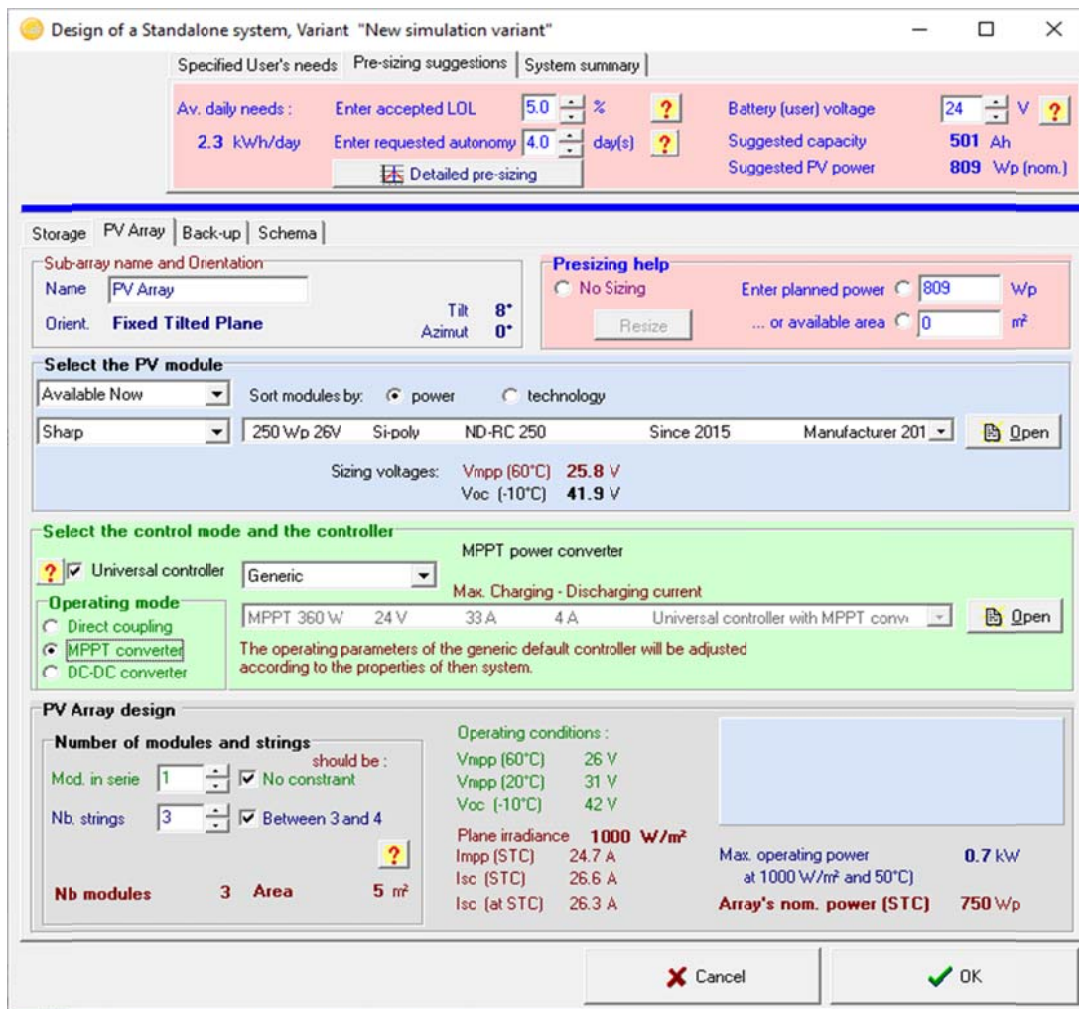 Design of a Standalone system, Variant "New simulation variant"
Specified User's needs Pre-sizing suggestions System summary
Av. daily needs : Enter accepted LOL 5.0 % ? Battery (user) voltage 24 V ?
2.3 kWh/day Enter requested autonomy 4.0 day(s) ? Suggested capacity 501 Ah
Detailed pre-sizing Suggested PV power 809 Wp (nom.)
Storage PV Array Back-up Schema
Sub-array name and Orientation Presizing help
Name PV Array No Sizing Enter planned power 809 Wp
Orient. Fixed Tilted Plane Tilt 8° Resize ... or available area 0 m²
Azimut 0°
Select the PV module
Available Now Sort modules by: power technology
Sharp 250 Wp 26V Si-poly ND-RC 250 Since 2015 Manufacturer 201 Open
Sizing voltages: Vmpp (60°C) 25.8 V
Voc (-10°C) 41.9 V
Select the control mode and the controller
MPPT power converter
? Universal controller Generic
Max. Charging - Discharging current
Operating mode
Direct coupling MPPT 360 W 24 V 33 A 4 A Universal controller with MPPT conv Open
MPPT converter The operating parameters of the generic default controller will be adjusted
DC-DC converter according to the properties of then system.
PV Array design
Number of modules and strings Operating conditions :
should be : Vmpp (60°C) 26 V
Mod. in serie 1 No constrant Vmpp (20°C) 31 V
Voc (-10°C) 42 V
Nb. strings 3 Between 3 and 4
? Plane irradiance 1000 W/m²
Impp (STC) 24.7 A Max. operating power 0.7 kW
Isc (STC) 26.6 A at 1000 W/m² and 50°C)
Nb modules 3 Area 5 m² Isc (at STC) 26.3 A Array's nom. power (STC) 750 Wp
Cancel OK